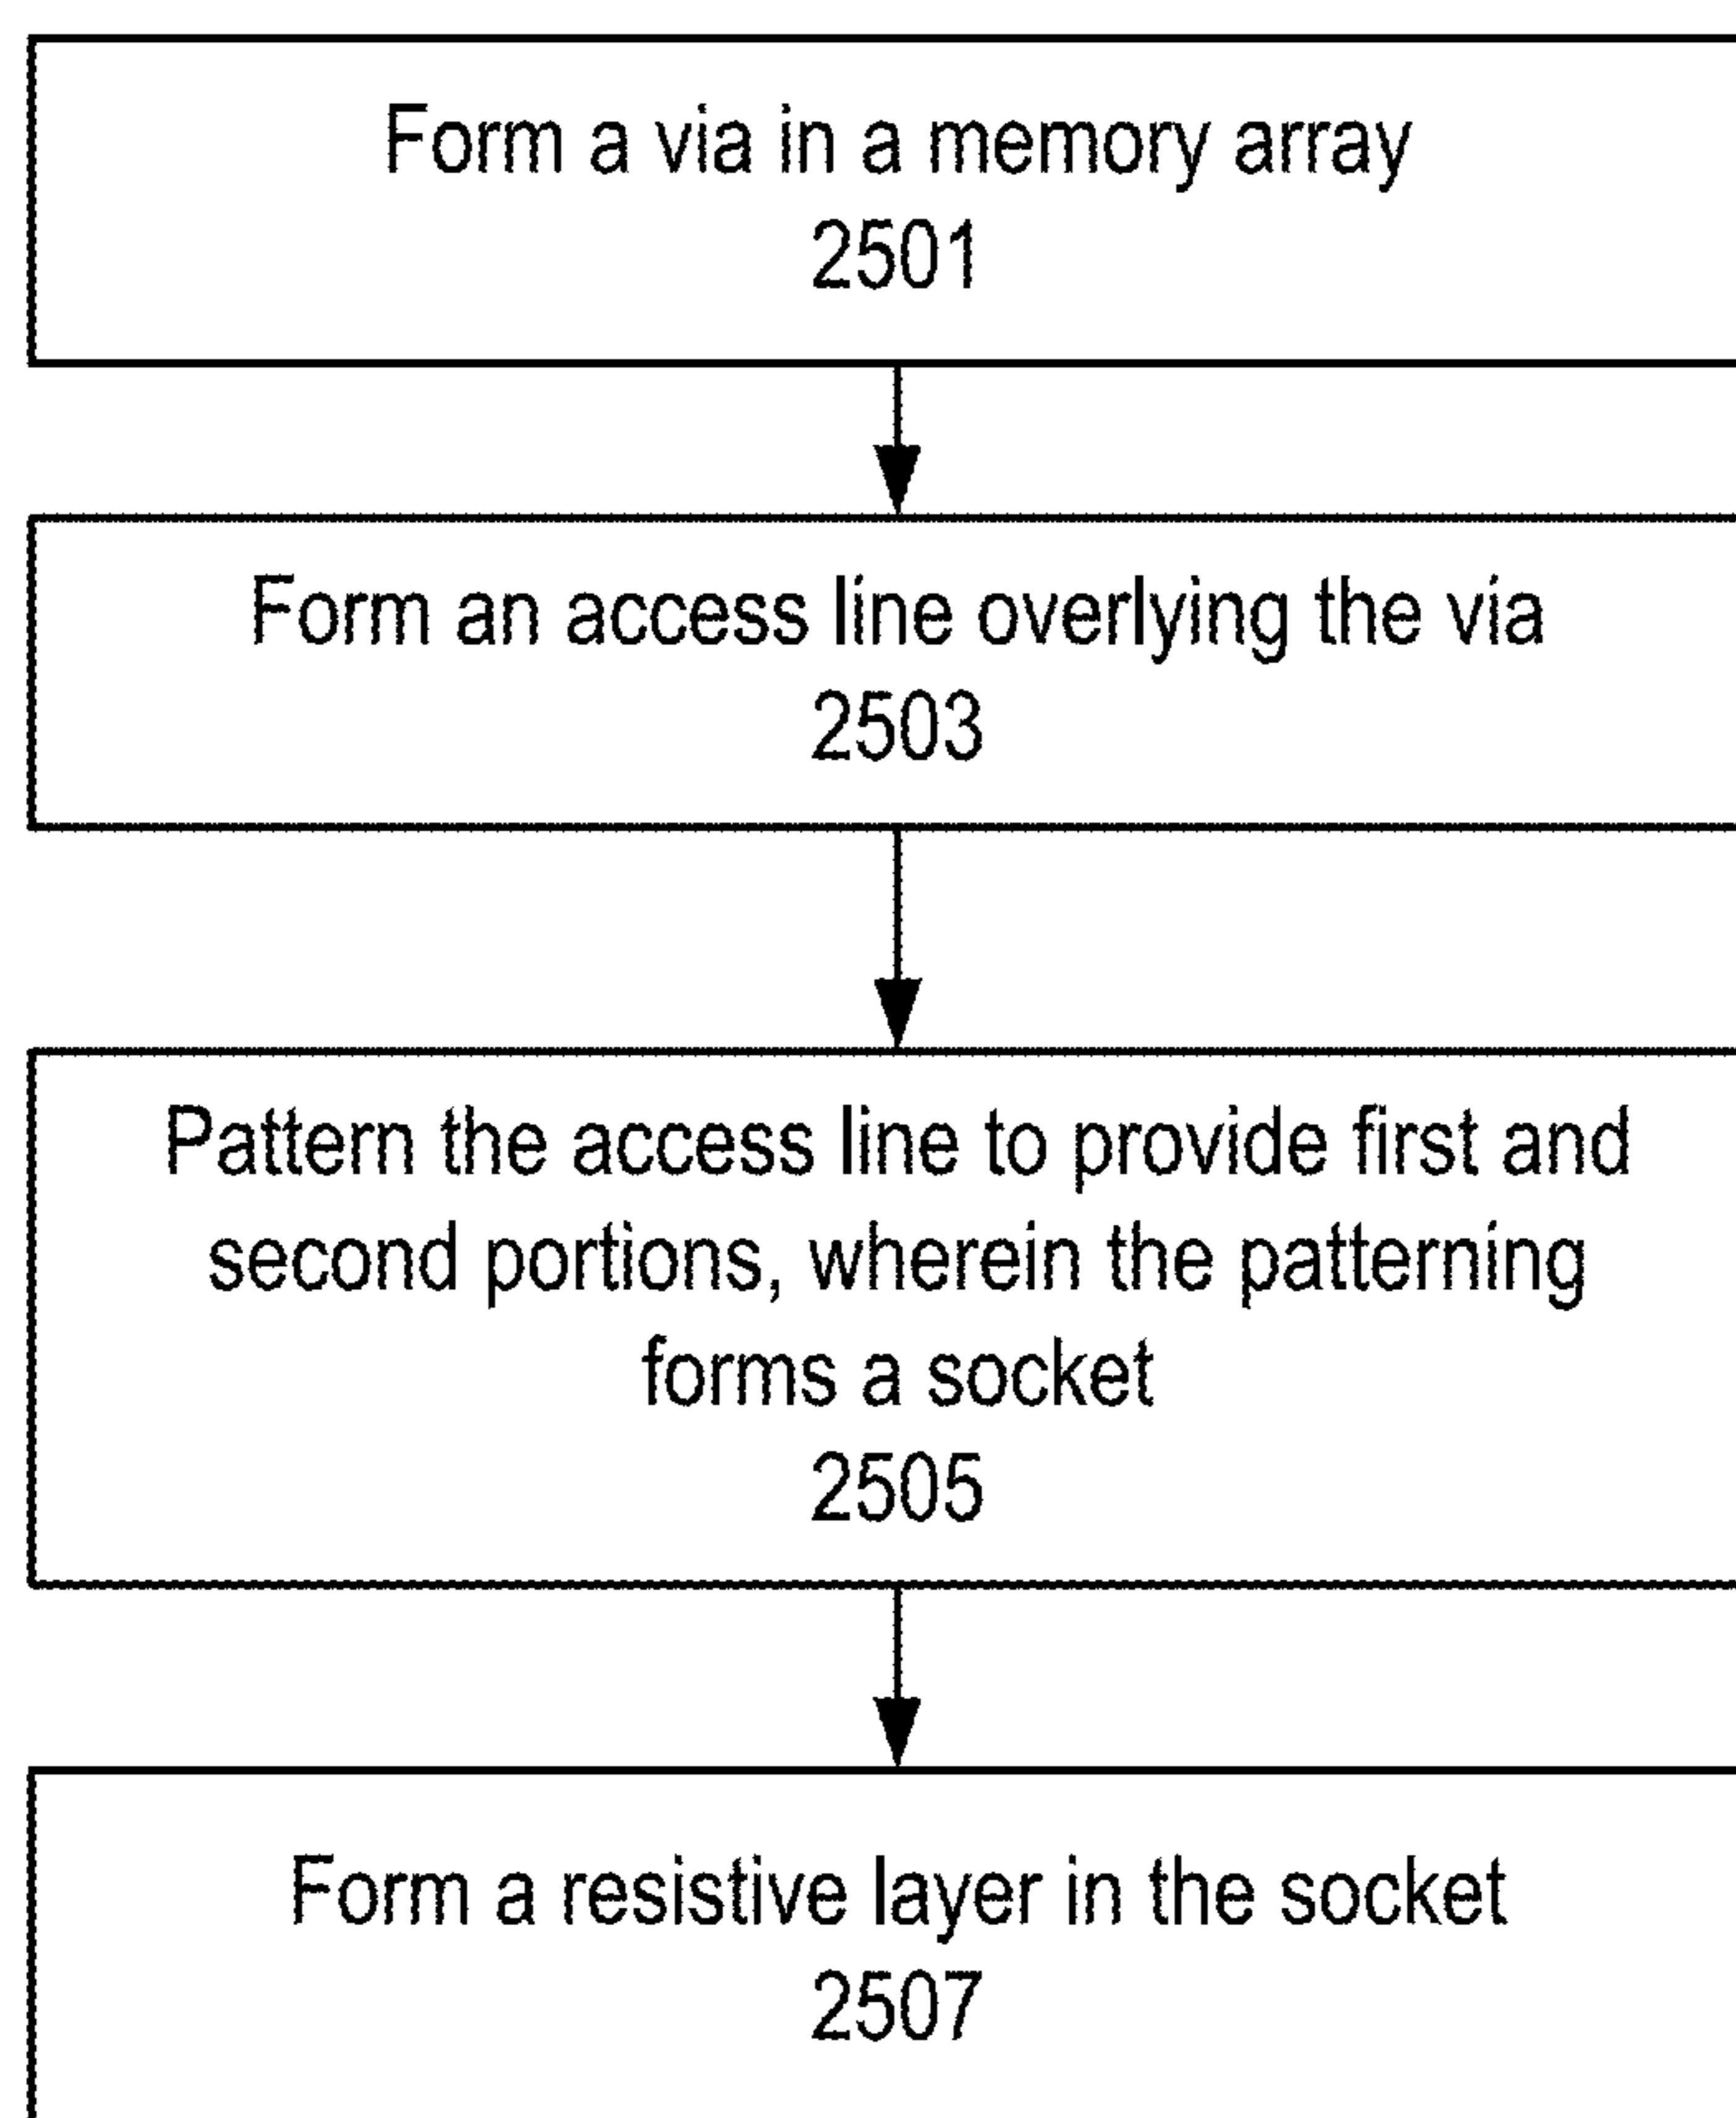 Form a via in a memory array
2501
Form an access line overlying the via
2503
Pattern the access line to provide first and
second portions, wherein the patterning
forms a socket
2505
Form a resistive layer in the socket
2507